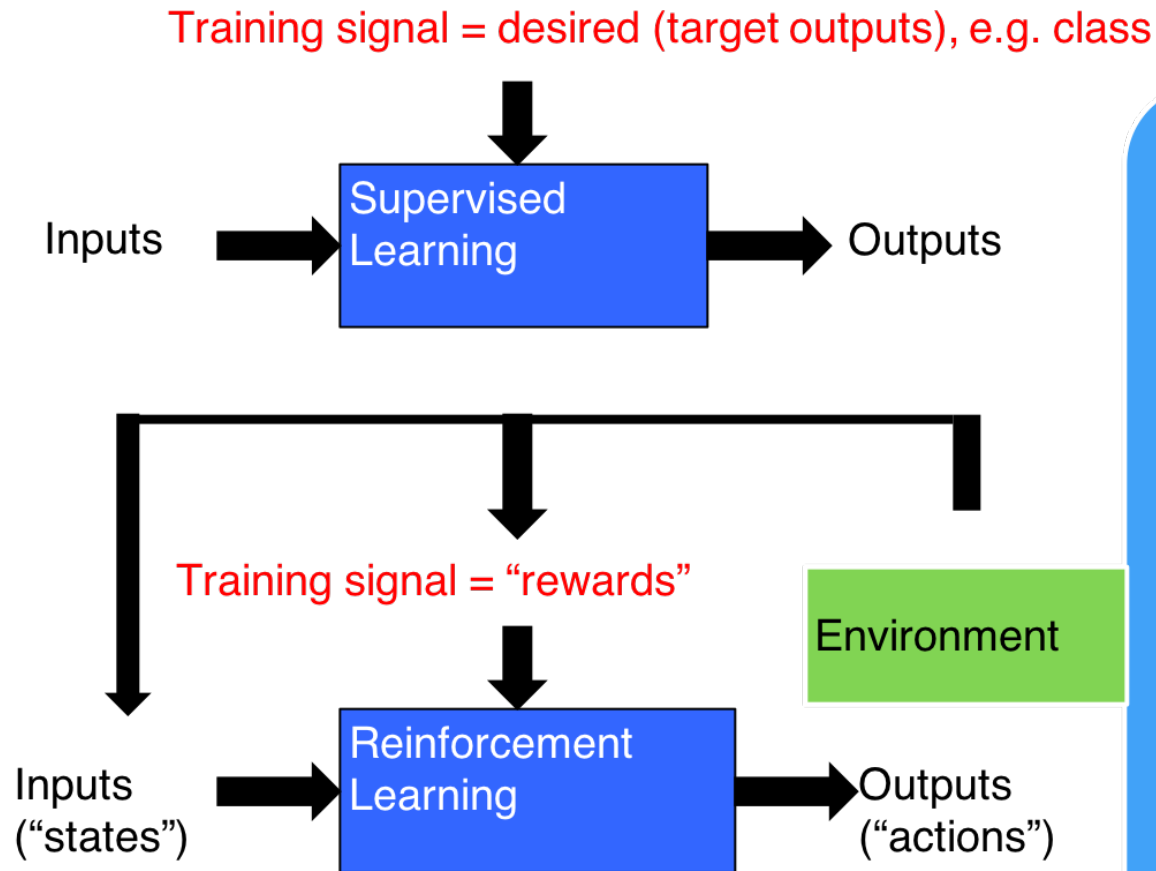 Training signal = desired (target outputs), e.g. class
Supervised
Learning
Inputs
Outputs
Training signal = “rewards”
Environment
Reinforcement
Learning
Inputs
(“states”)
Outputs
(“actions”)